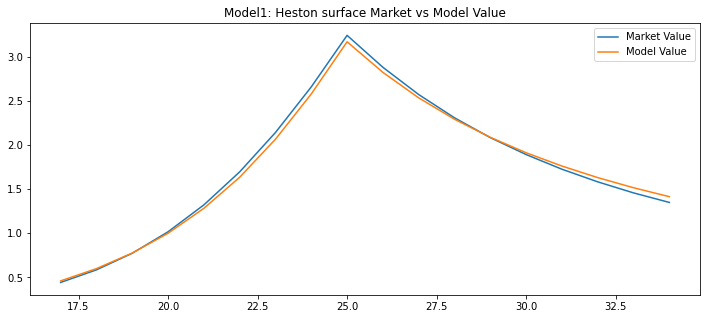 Model1: Heston surface Market vs Model Value
Market Value
Model Value
3.0
2.5
2.0
1.5
1.0
0.5
17.5 20.0 22.5 25.0 27.5 30.0 32.5